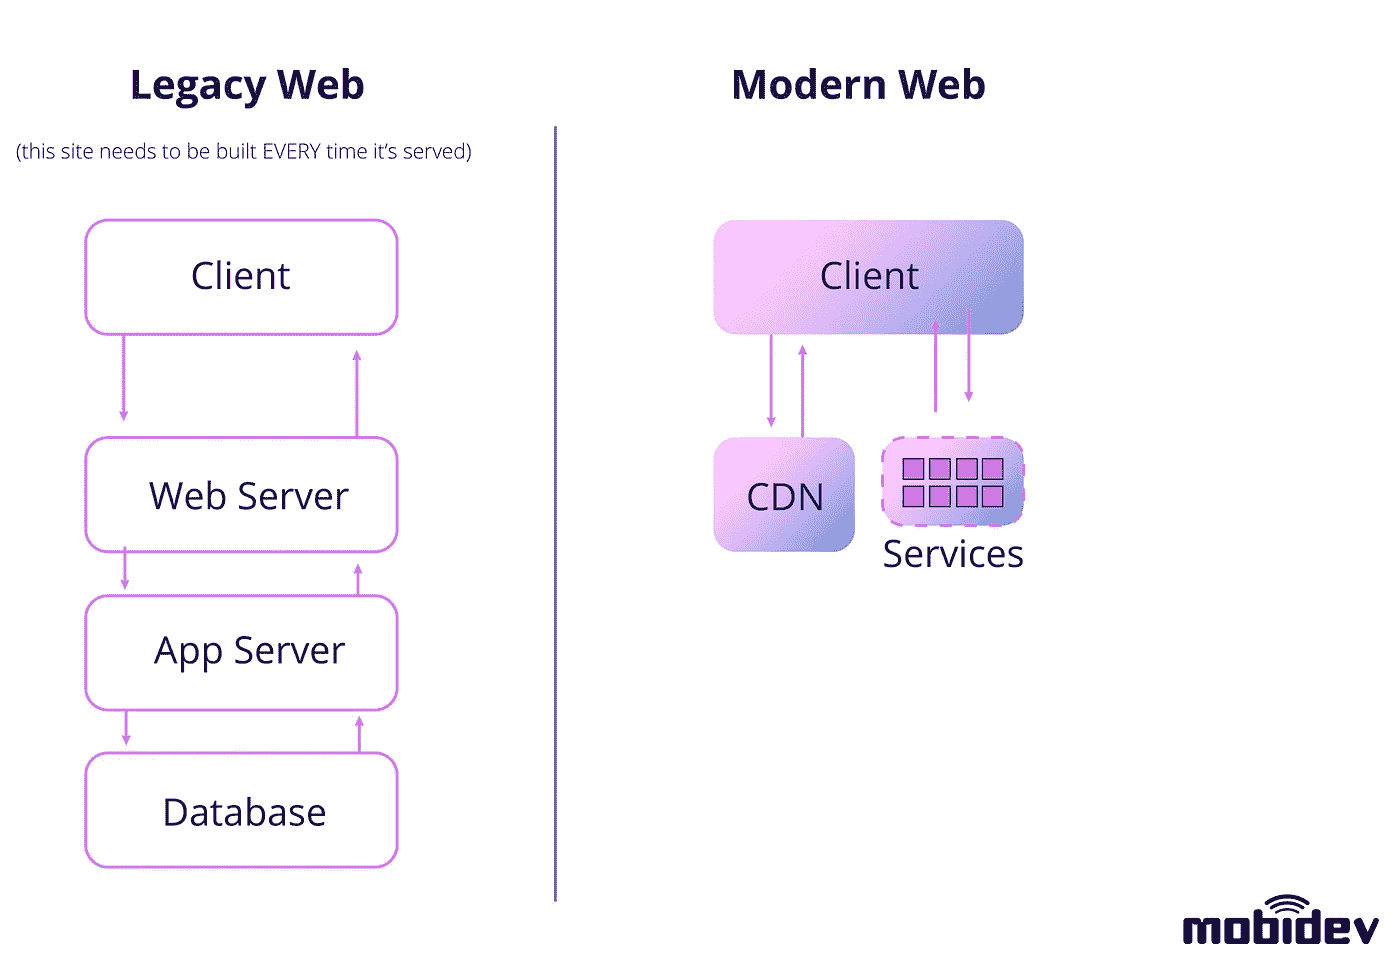 Legacy Web
(this site needs to be built EVERY time it’s served)
Client
Web Server
App Server
Database
Modern Web
Client
CDN
Services
mobidev